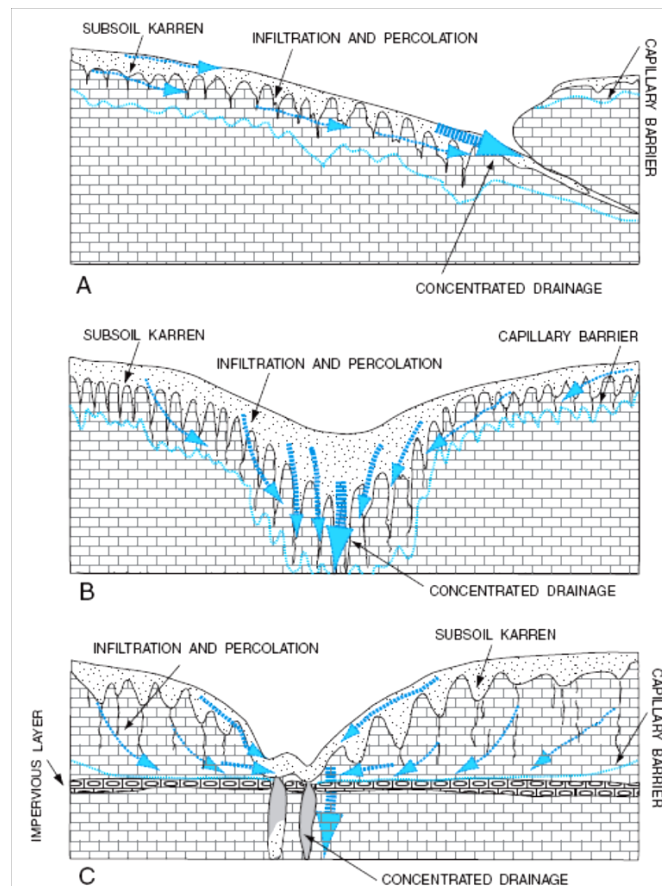 SUBSOIL KARREN
INFILTRATION AND PERCOLATION
CAPILLARY BARRIER
A
CONCENTRATED DRAINAGE
SUBSOIL KARREN
CAPILLARY BARRIER
INFILTRATION AND PERCOLATION
B
CONCENTRATED DRAINAGE
SUBSOIL KARREN
INFILTRATION AND PERCOLATION
CAPILLARY BARRIER
IMPERVIOUS LAYER
C
CONCENTRATED DRAINAGE